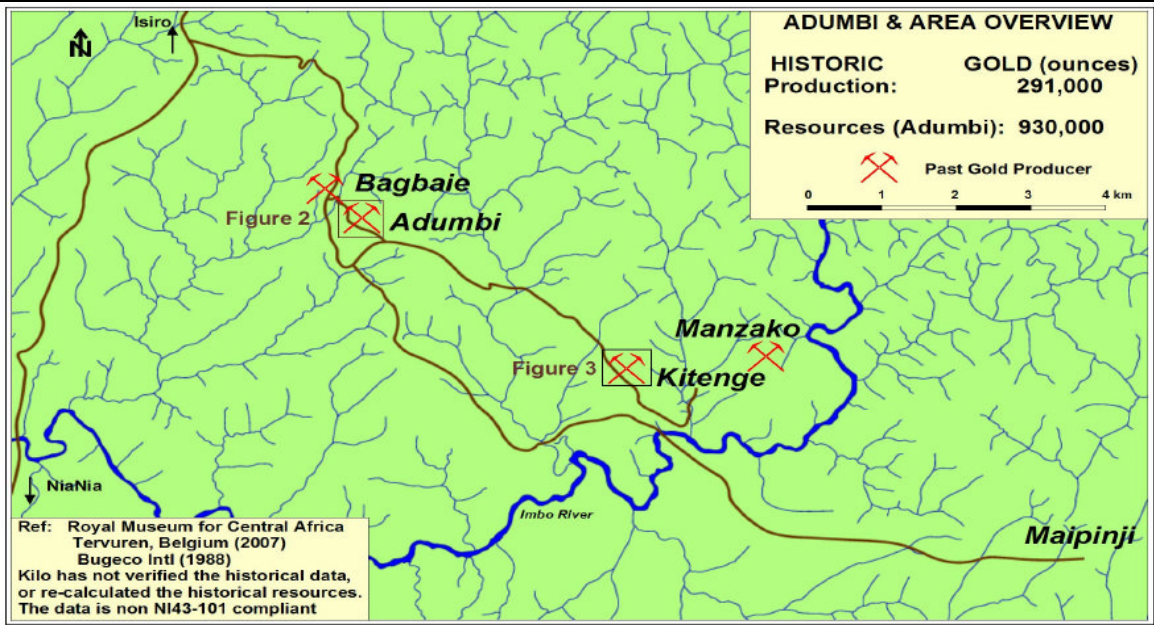 Isiro
N
ADUMBI & AREA OVERVIEW
HISTORIC GOLD (ounces)
Production: 291,000
Resources (Adumbi): 930,000
Past Gold Producer
0 1 2 3 4 km
Bagbaie
Figure 2
Adumbi
Manzako
Figure 3
Kitenge
NiaNia
Imbo River
Maipinji
Ref: Royal Museum for Central Africa
Tervuren, Belgium (2007)
Bugeco Intl (1988)
Kilo has not verified the historical data,
or re-calculated the historical resources.
The data is non NI43-101 compliant